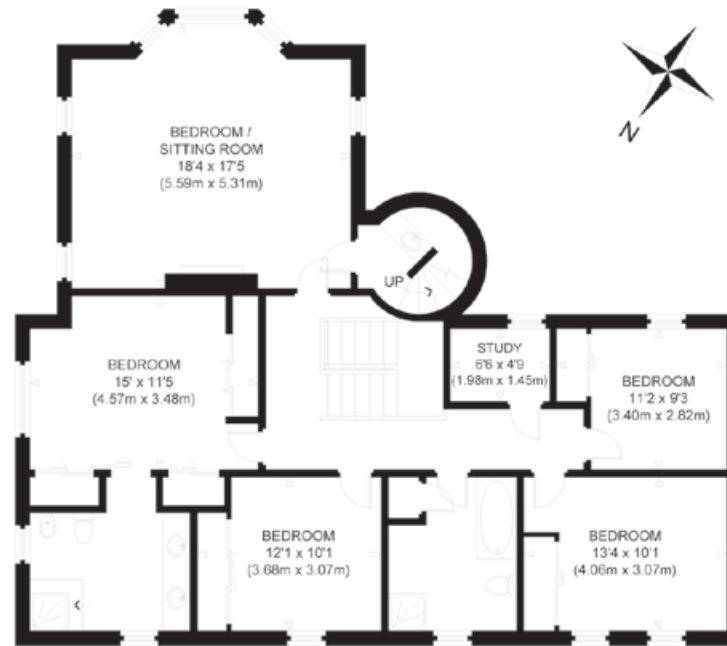 BEDROOM /
SITTING ROOM
18'4 x 17'5
(5.59m x 5.31m)
N
UP
BEDROOM
15' x 11'5
(4.57m x 3.48m)
STUDY
6'6 x 4'9
(1.98m x 1.45m)
BEDROOM
11'2 x 9'3
(3.40m x 2.82m)
BEDROOM
12'1 x 10'1
(3.68m x 3.07m)
BEDROOM
13'4 x 10'1
(4.06m x 3.07m)